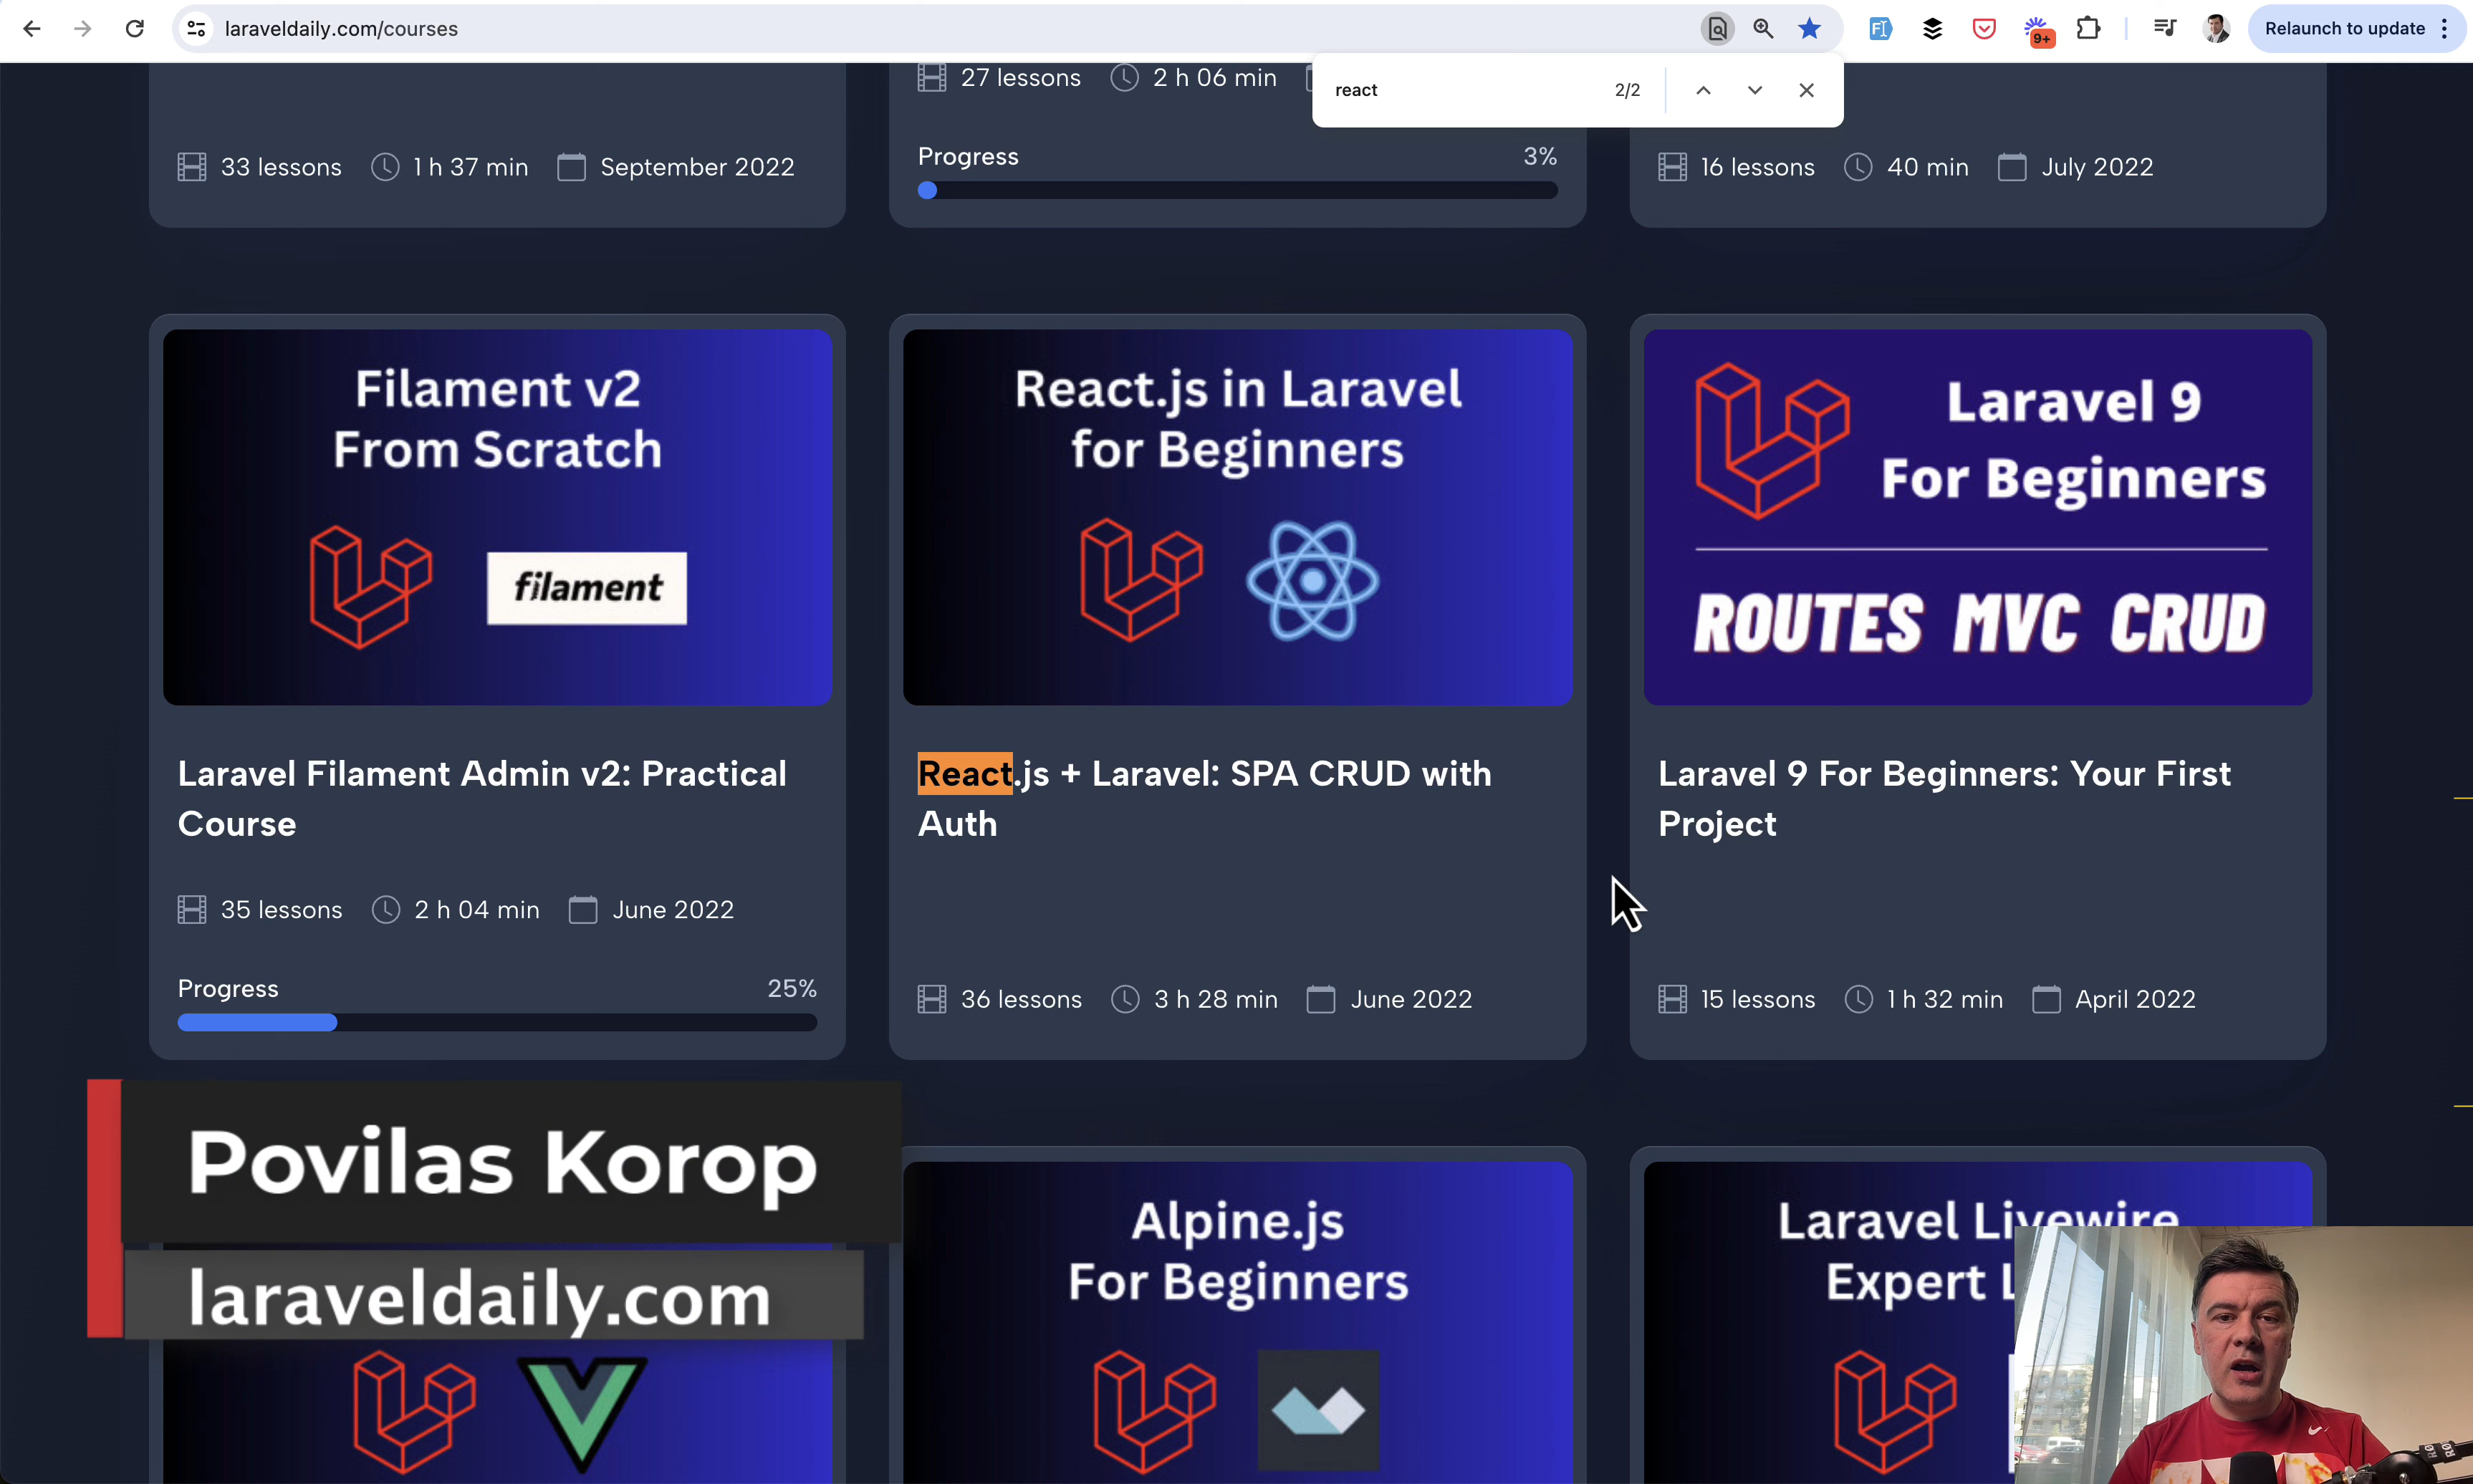 laraveldaily.com/courses
9+
Relaunch to update
react
2/2
33 lessons
1 h 37 min
September 2022
27 lessons
2 h 06 min
Progress
3%
16 lessons
40 min
July 2022
Filament v2
From Scratch
filament
Laravel Filament Admin v2: Practical
Course
35 lessons
2 h 04 min
June 2022
Progress
25%
React.js in Laravel
for Beginners
React.js + Laravel: SPA CRUD with
Auth
36 lessons
3 h 28 min
June 2022
Laravel 9
For Beginners
ROUTES MVC CRUD
Laravel 9 For Beginners: Your First
Project
15 lessons
1 h 32 min
April 2022
Povilas Korop
laraveldaily.com
Alpine.js
For Beginners
Laravel Livewire
Expert